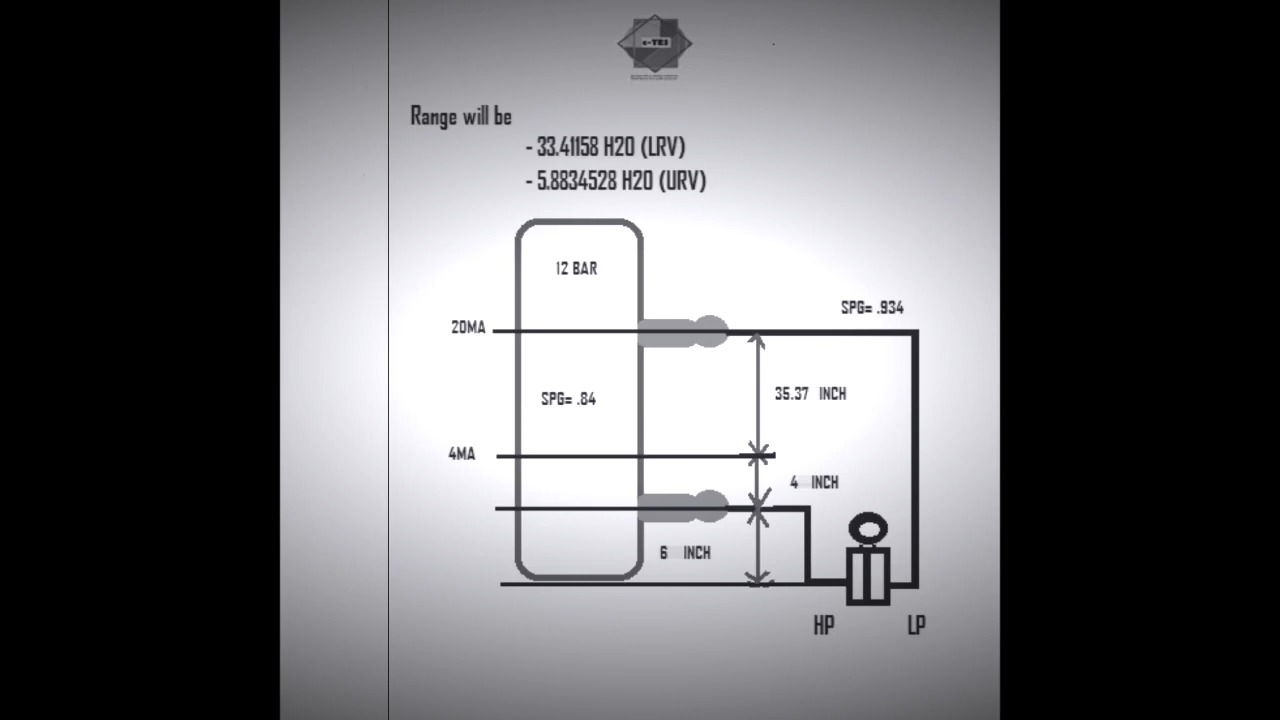 e-TES
Range will be
- 33.41158 H2O (LRV)
- 5.8834528 H2O (URV)
12 BAR
SPG= .934
20MA
35.37 INCH
SPG= .84
4MA
4 INCH
6 INCH
HP
LP